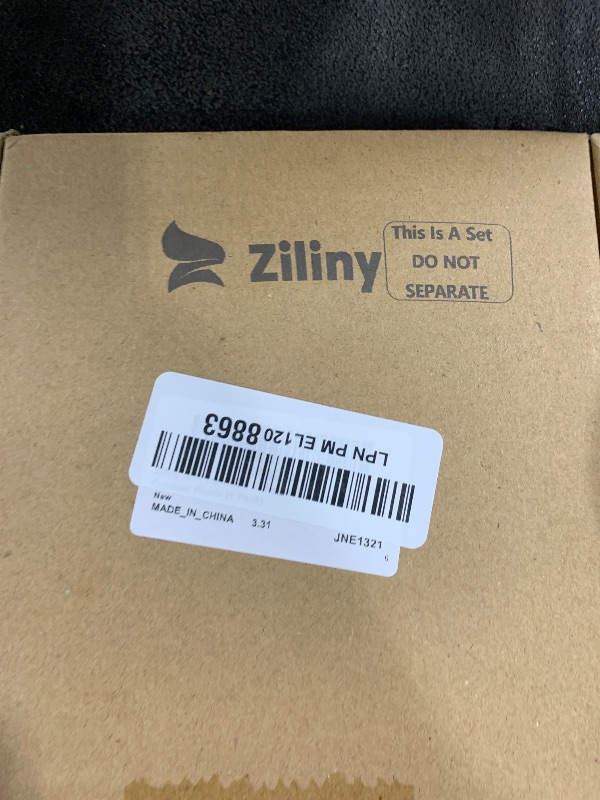 Ziliny
This Is A Set
DO NOT
SEPARATE
LPN PM EL120 8863
New
MADE_IN_CHINA 3.31
JNE1321